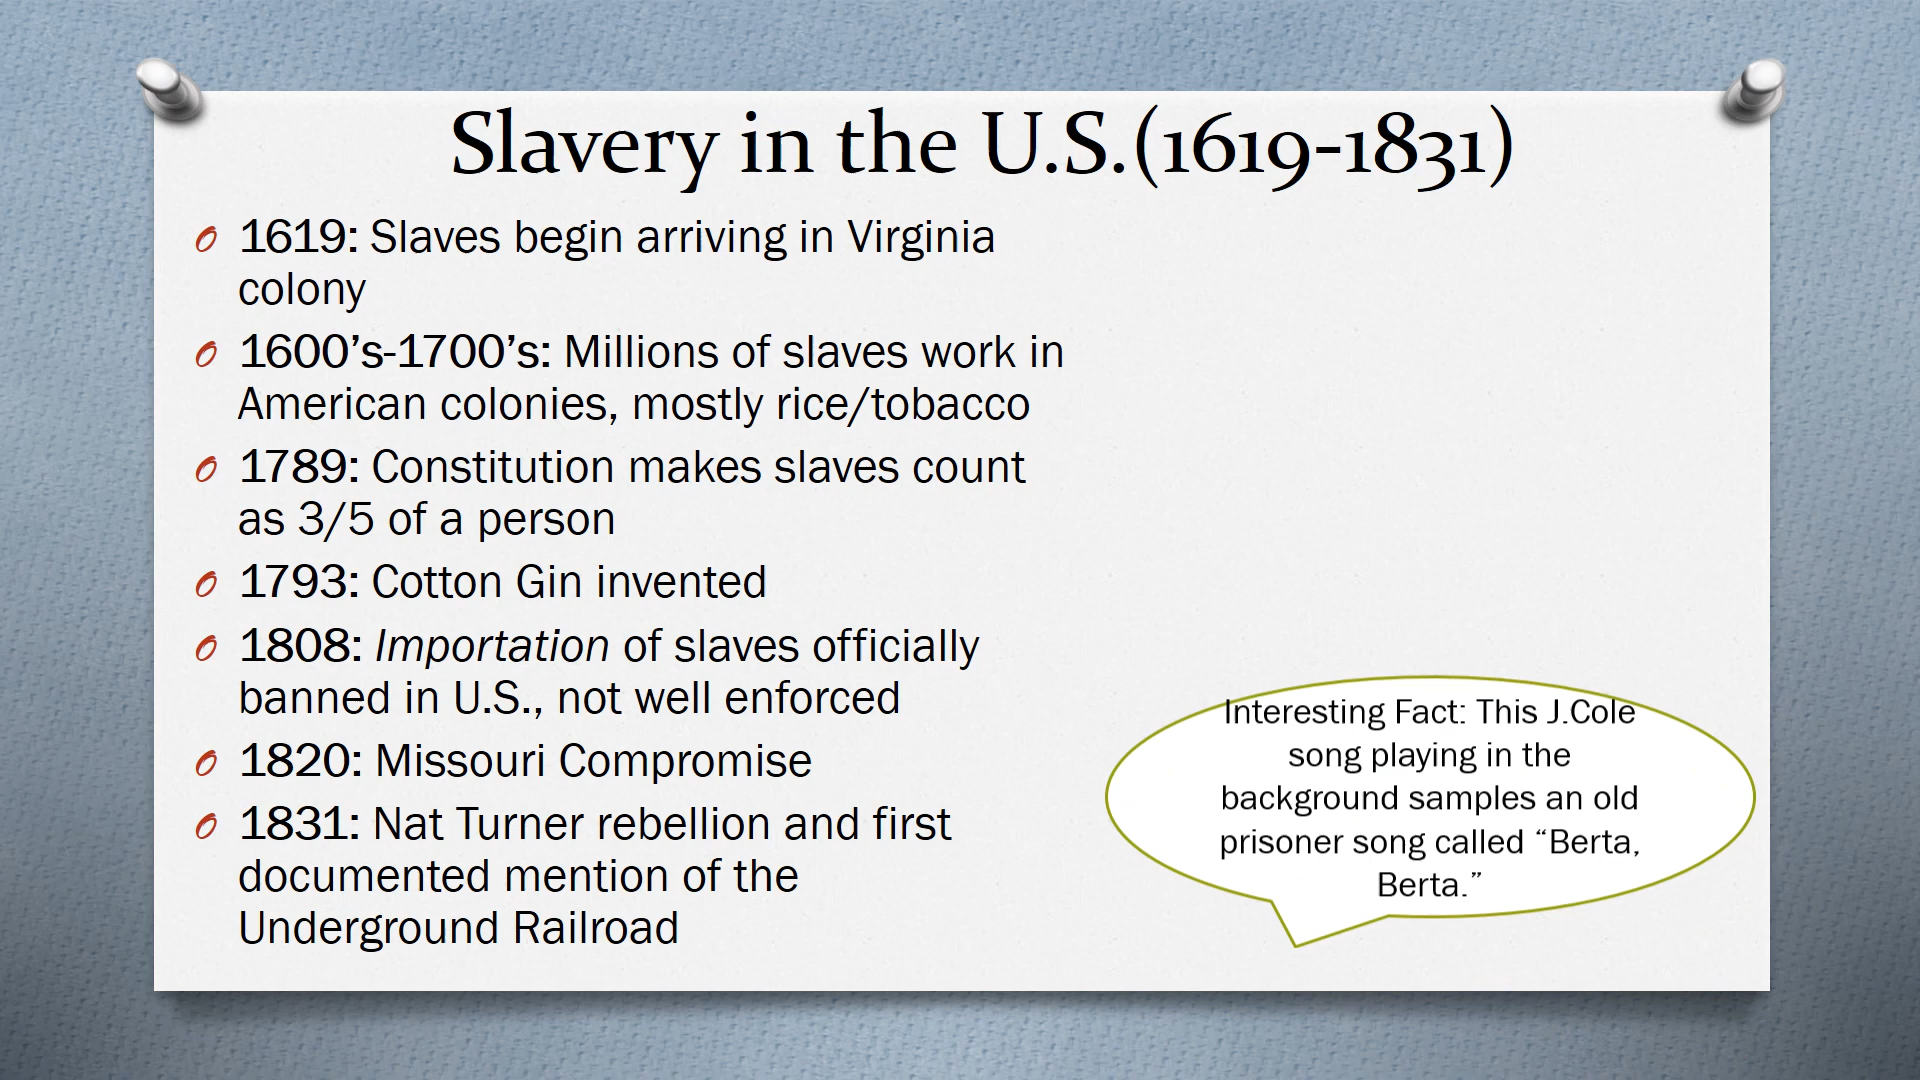 Slavery in the U.S.(1619-1831)
1619: Slaves begin arriving in Virginia
colony
1600’s-1700’s: Millions of slaves work in
American colonies, mostly rice/tobacco
1789: Constitution makes slaves count
as 3/5 of a person
1793: Cotton Gin invented
1808: Importation of slaves officially
banned in U.S., not well enforced
1820: Missouri Compromise
1831: Nat Turner rebellion and first
documented mention of the
Underground Railroad
Interesting Fact: This J.Cole
song playing in the
background samples an old
prisoner song called “Berta,
Berta.”